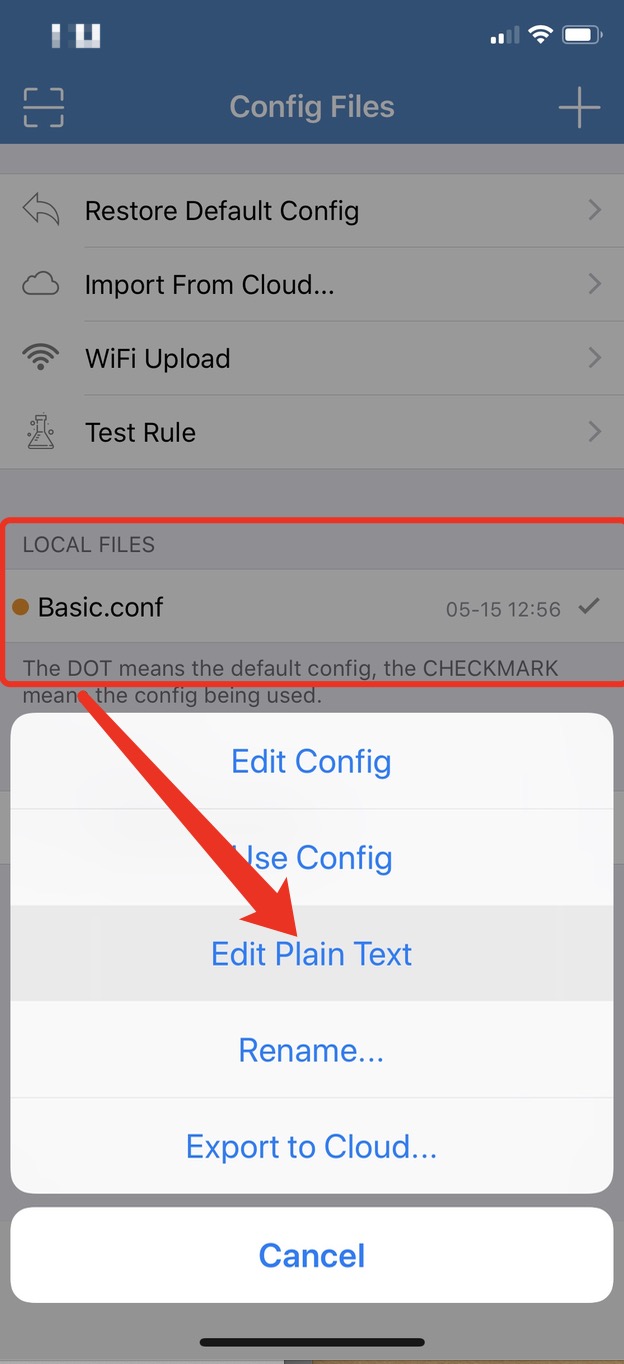 Config Files
Restore Default Config
Import From Cloud...
WiFi Upload
Test Rule
LOCAL FILES
Basic.conf 05-15 12:56
The DOT means the default config, the CHECKMARK
means the config being used.
Edit Config
Use Config
Edit Plain Text
Rename...
Export to Cloud...
Cancel